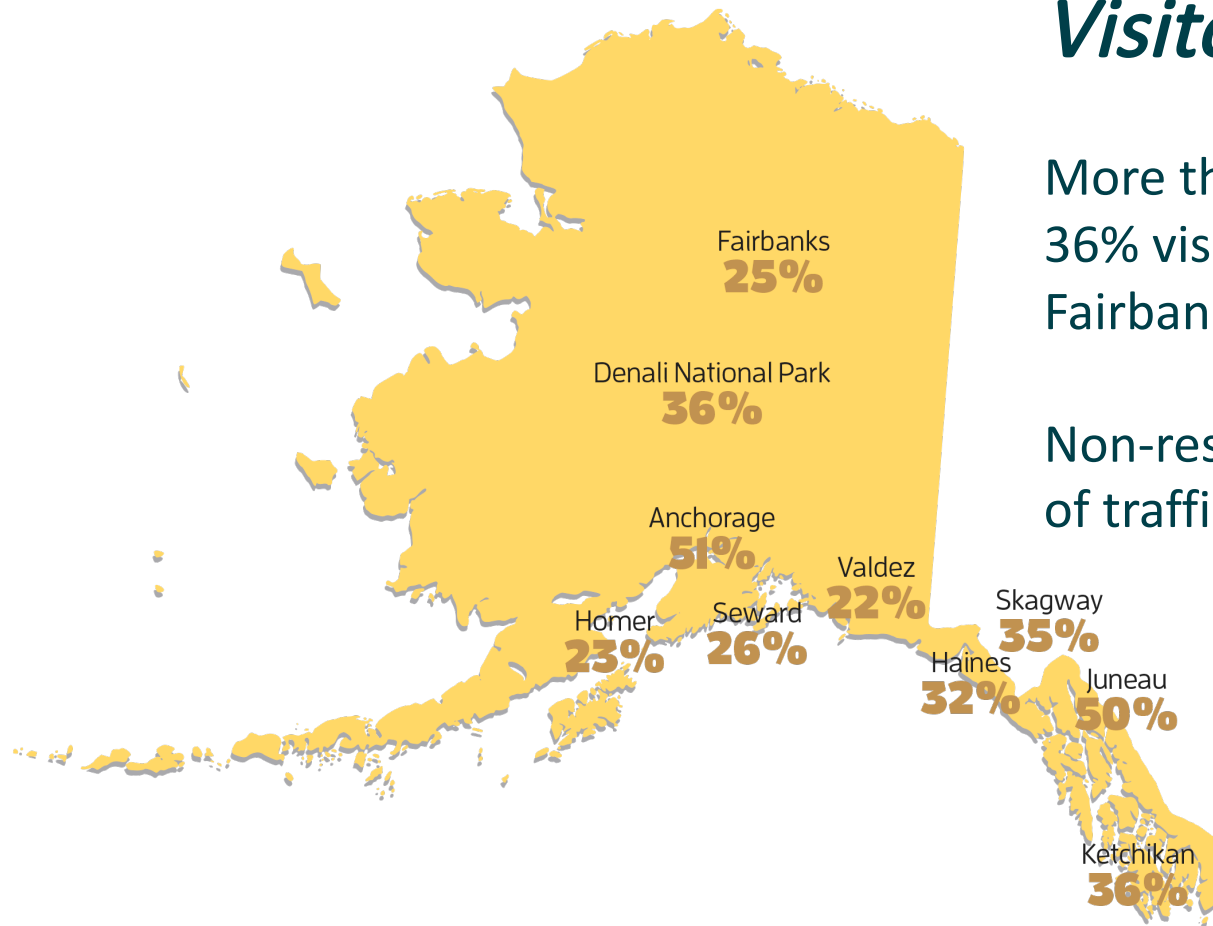 Visito
More th
36% vis
Fairban
Non-res
of traffi
Fairbanks
25%
Denali National Park
36%
Anchorage
51%
Valdez
22%
Homer
23%
Seward
26%
Skagway
35%
Haines
32%
Juneau
50%
Ketchikan
36%